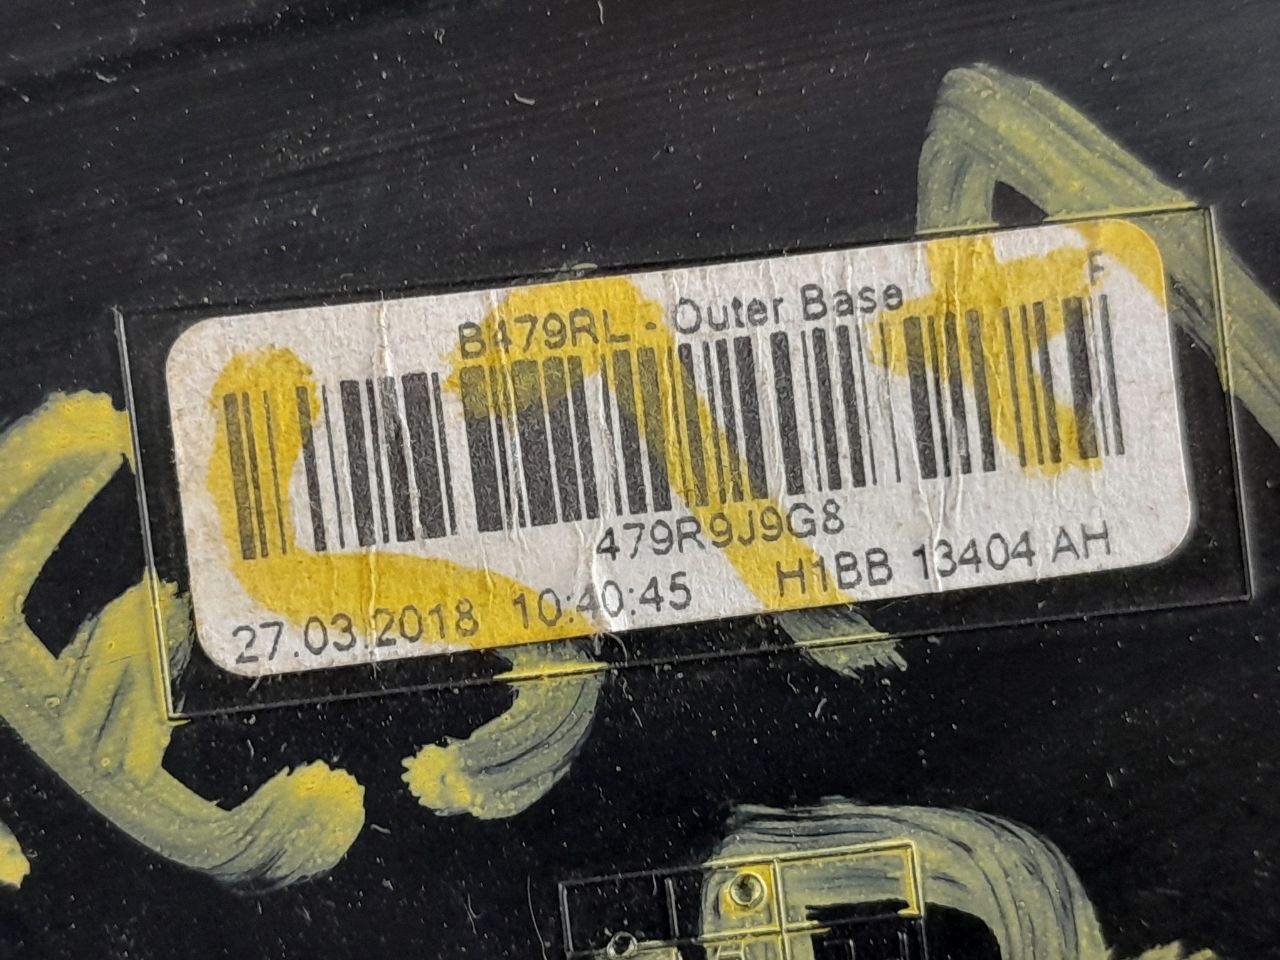 F
B479RL - Outer Base
479R9J9G8
27.03.2018 10:40:45 H1BB 13404 AH